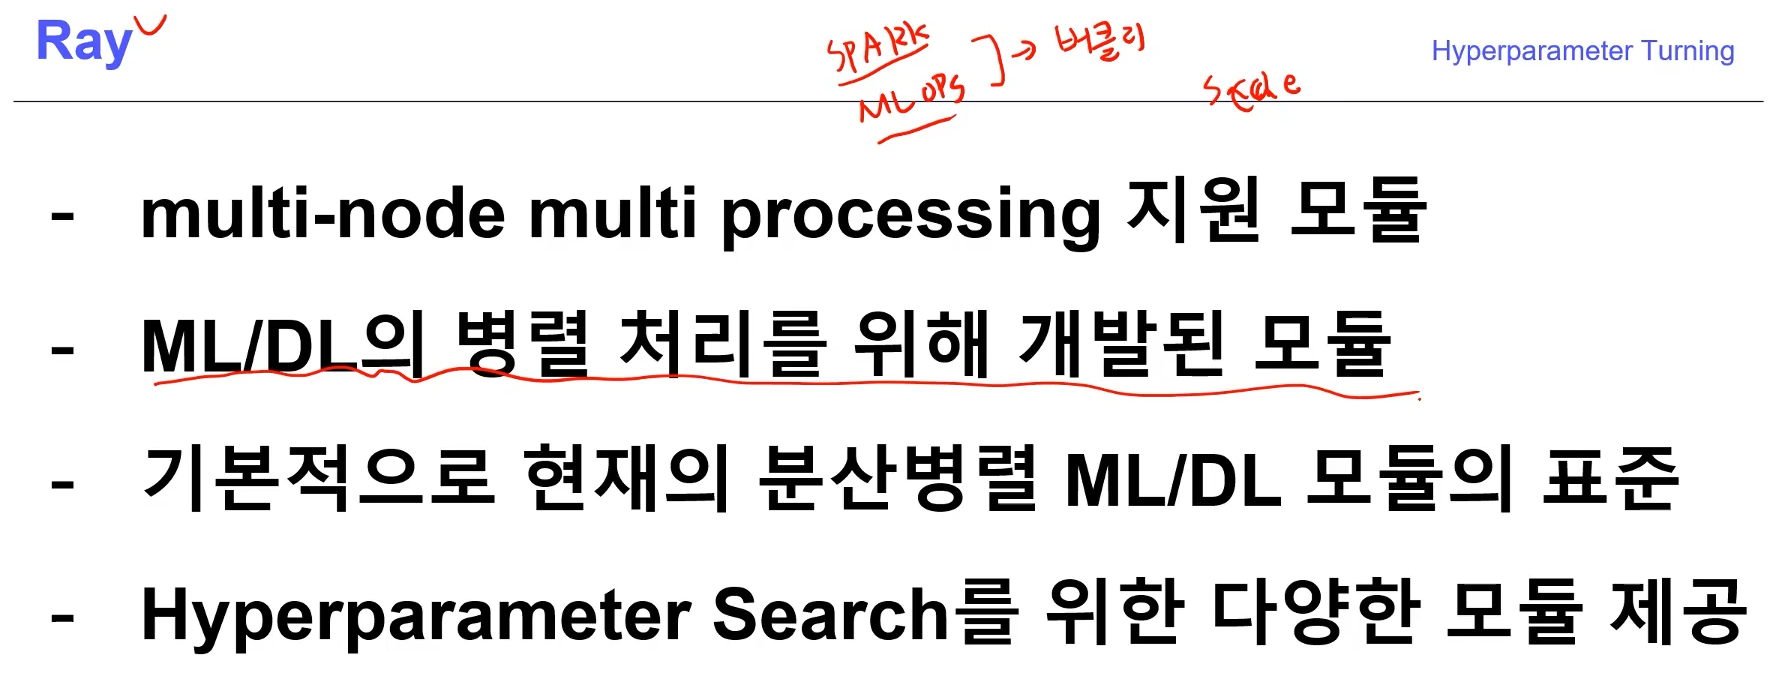 Ray
SPARK
MLOPS
→ 버클리
Hyperparameter Turning
- multi-node multi processing 지원 모듈
- ML/DL의 병렬 처리를 위해 개발된 모듈
- 기본적으로 현재의 분산병렬 ML/DL 모듈의 표준
- Hyperparameter Search를 위한 다양한 모듈 제공